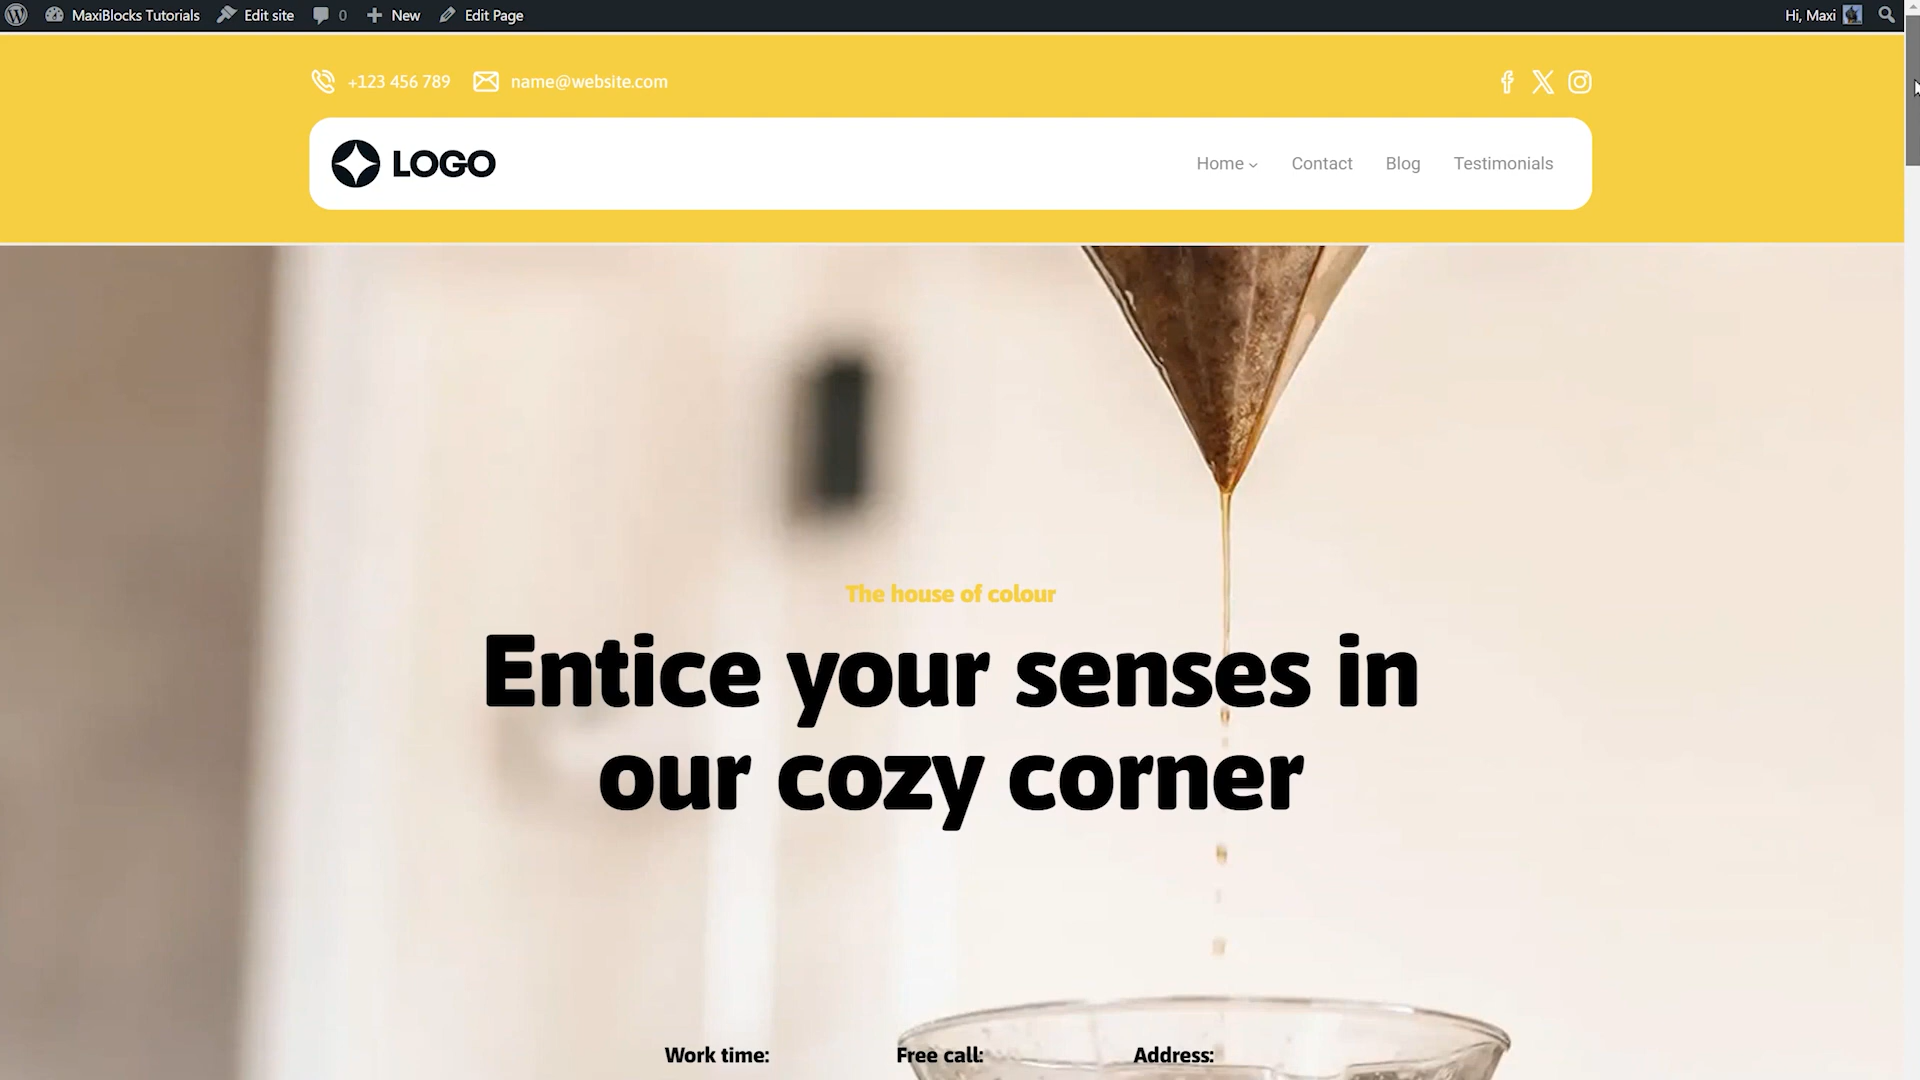 MaxiBlocks Tutorials Edit site 0 New Edit Page Hi, Maxi
+123 456 789 name@website.com
LOGO Home Contact Blog Testimonials
The house of colour
Entice your senses in
our cozy corner
Work time: Free call: Address: